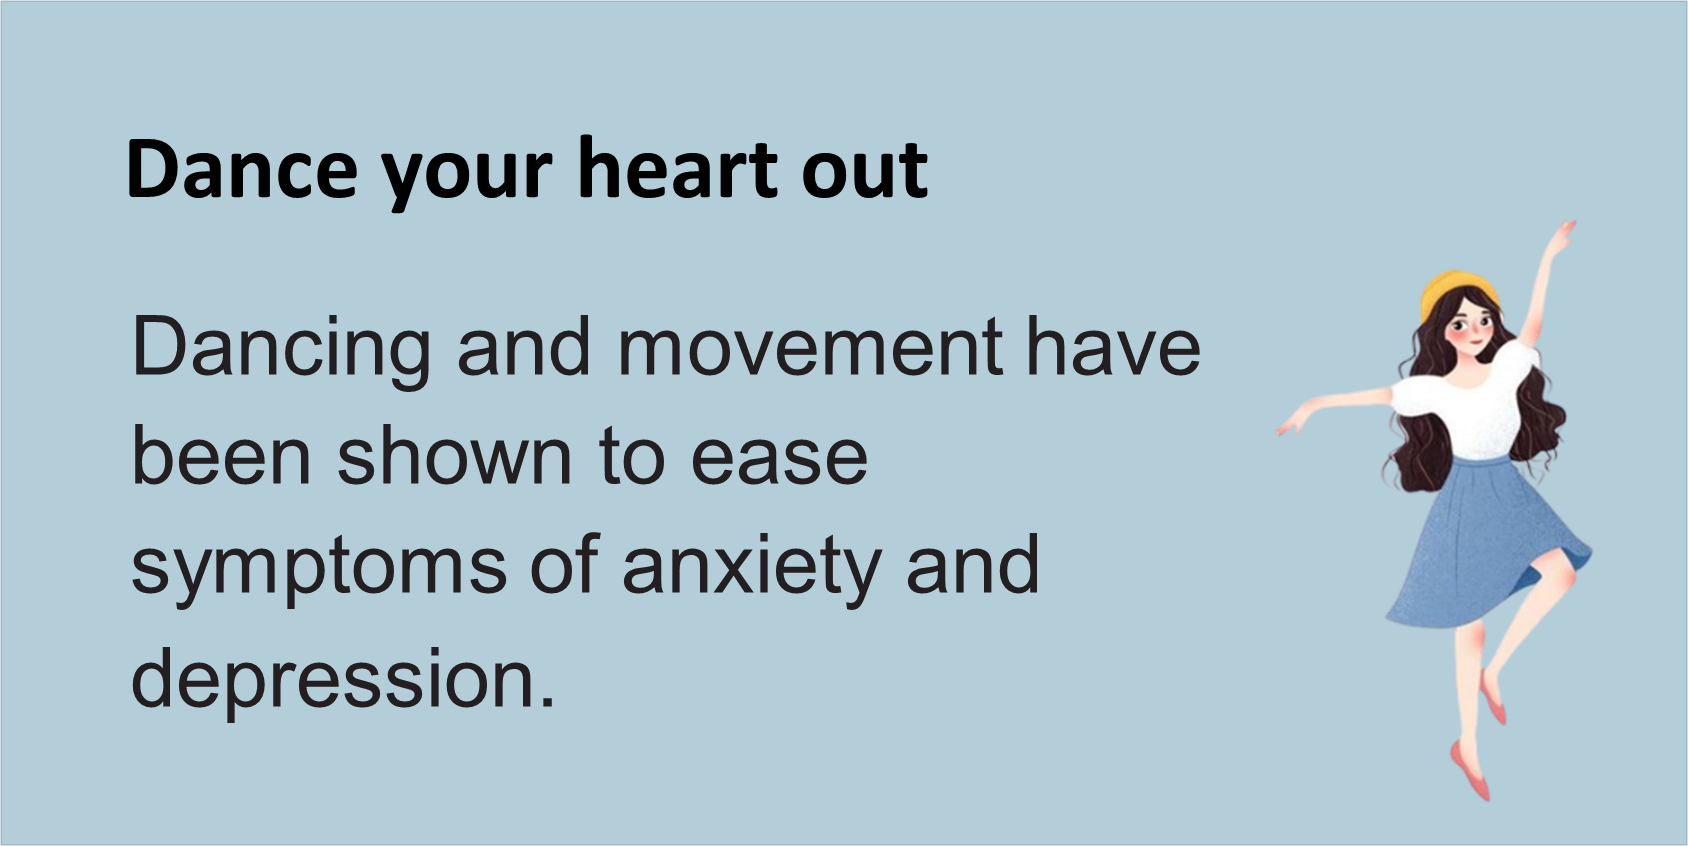 Dance your heart out
Dancing and movement have
been shown to ease
symptoms of anxiety and
depression.